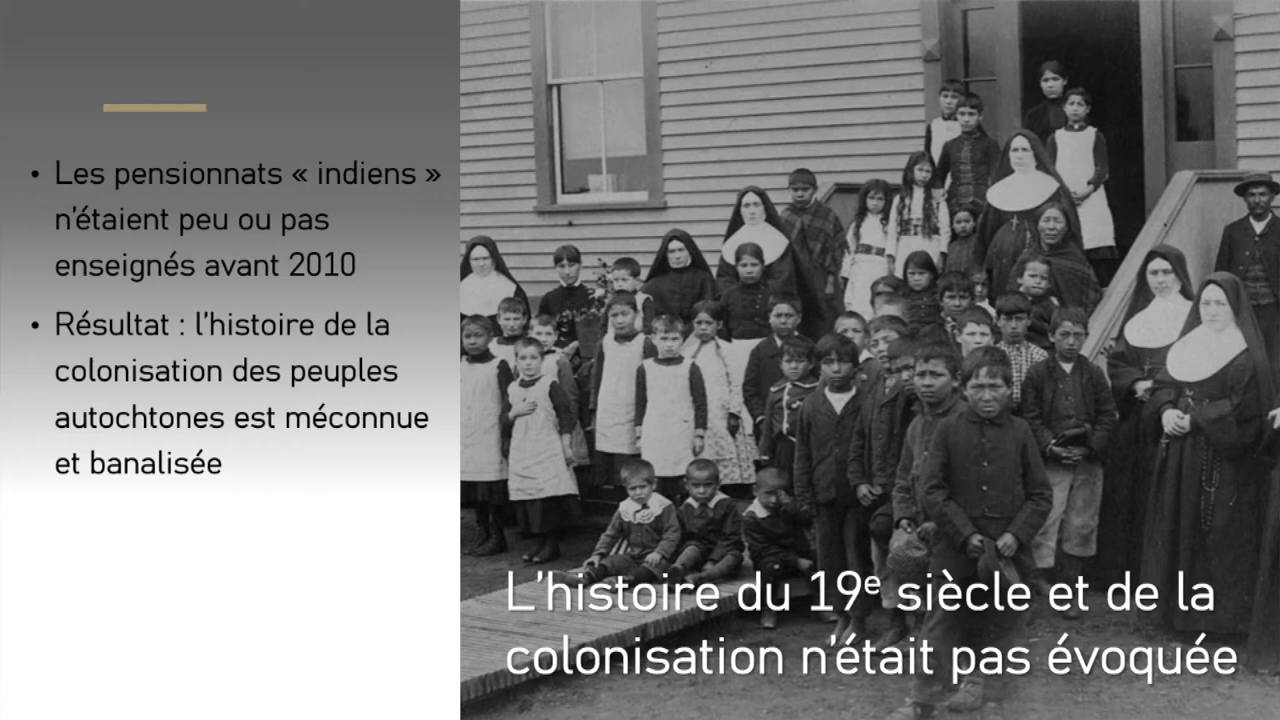 • Les pensionnats « indiens »
n'étaient peu ou pas
enseignés avant 2010
• Résultat : l'histoire de la
colonisation des peuples
autochtones est méconnue
et banalisée
L'histoire du 19e siècle et de la
colonisation n'était pas évoquée